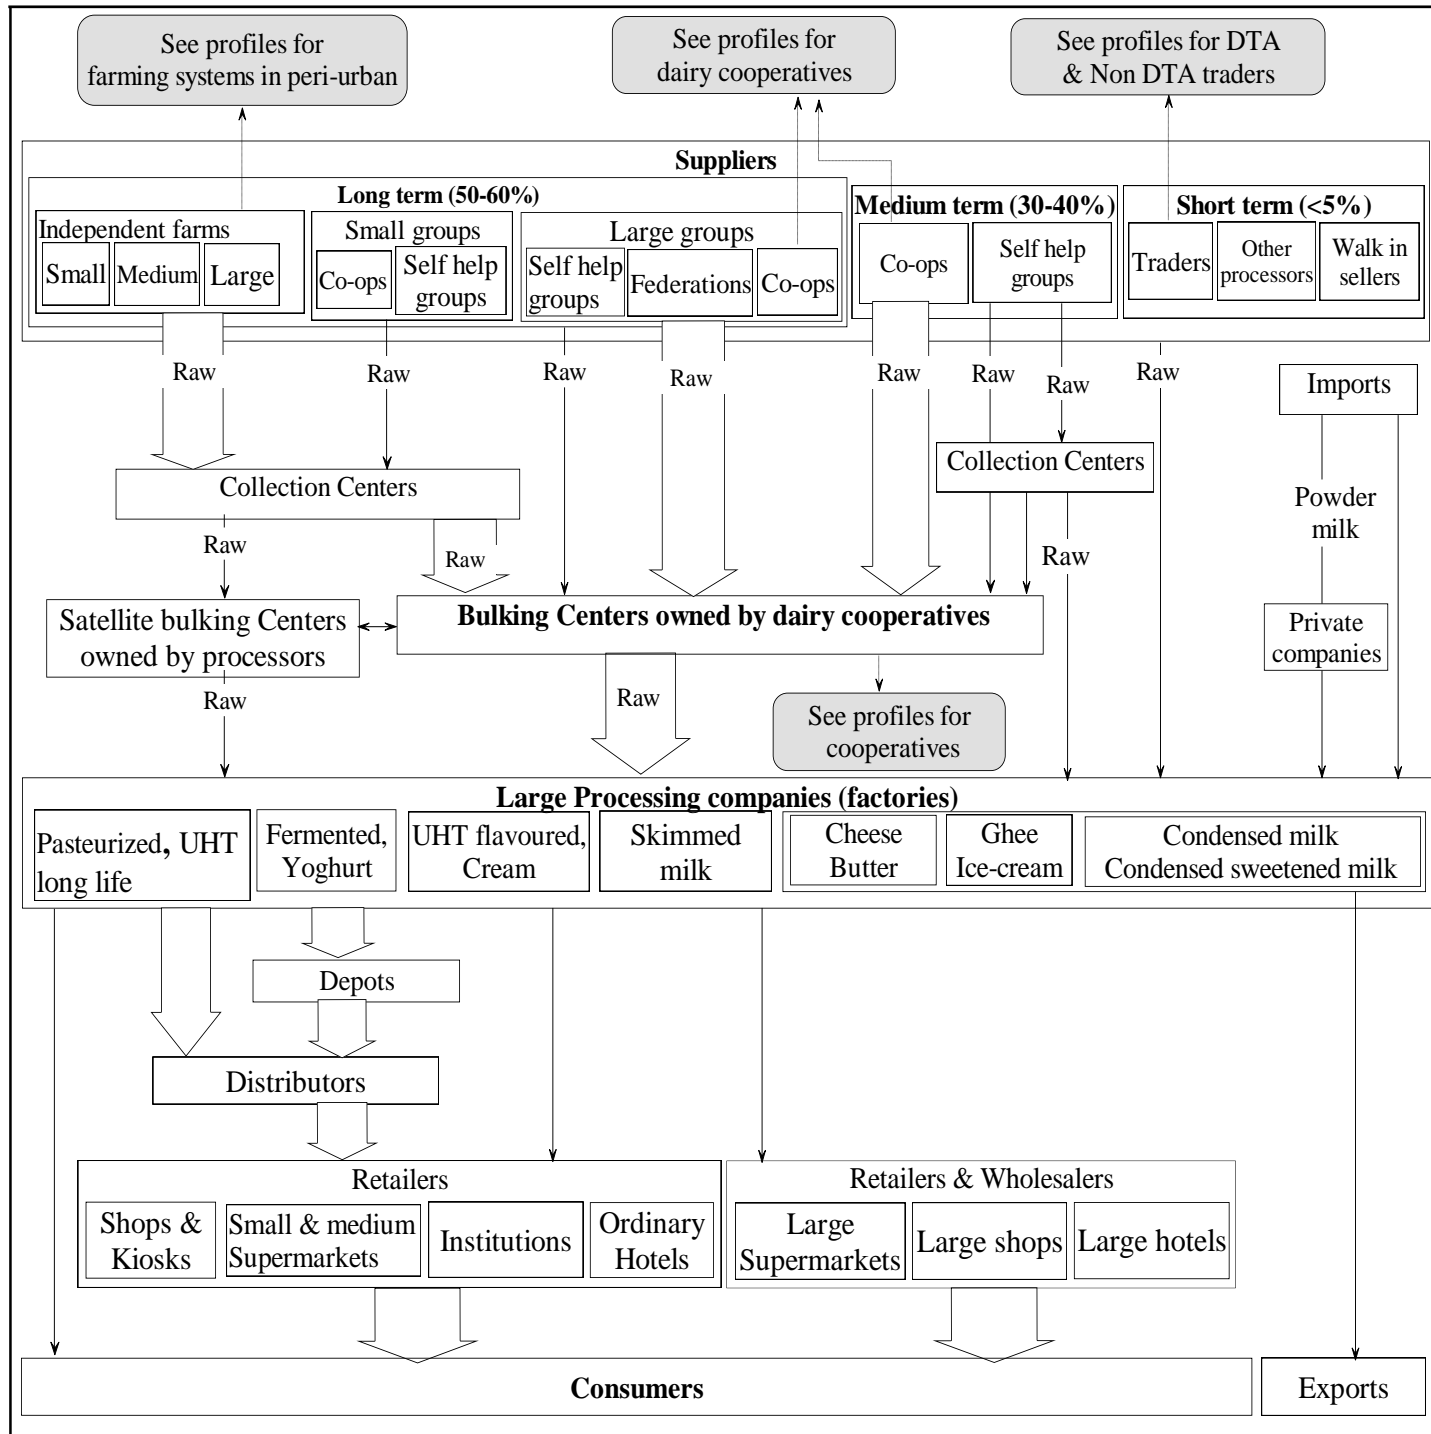 See profiles for
farming systems in peri-urban
See profiles for
dairy cooperatives
See profiles for DTA
& Non DTA traders
Suppliers
Long term (50-60%)
Independent farms
Small
Medium
Large
Small groups
Co-ops
Self help
groups
Large groups
Self help
groups
Federations
Co-ops
Medium term (30-40%)
Co-ops
Self help
groups
Short term (<5%)
Traders
Other
processors
Walk in
sellers
Raw
Raw
Raw
Raw
Raw
Raw
Raw
Raw
Imports
Collection Centers
Collection Centers
Powder
milk
Raw
Raw
Raw
Satellite bulking Centers
owned by processors
Bulking Centers owned by dairy cooperatives
Private
companies
Raw
Raw
See profiles for
cooperatives
Large Processing companies (factories)
Pasteurized, UHT
long life
Fermented,
Yoghurt
UHT flavoured,
Cream
Skimmed
milk
Cheese
Butter
Ghee
Ice-cream
Condensed milk
Condensed sweetened milk
Depots
Distributors
Retailers
Shops &
Kiosks
Small & medium
Supermarkets
Institutions
Ordinary
Hotels
Retailers & Wholesalers
Large
Supermarkets
Large shops
Large hotels
Consumers
Exports